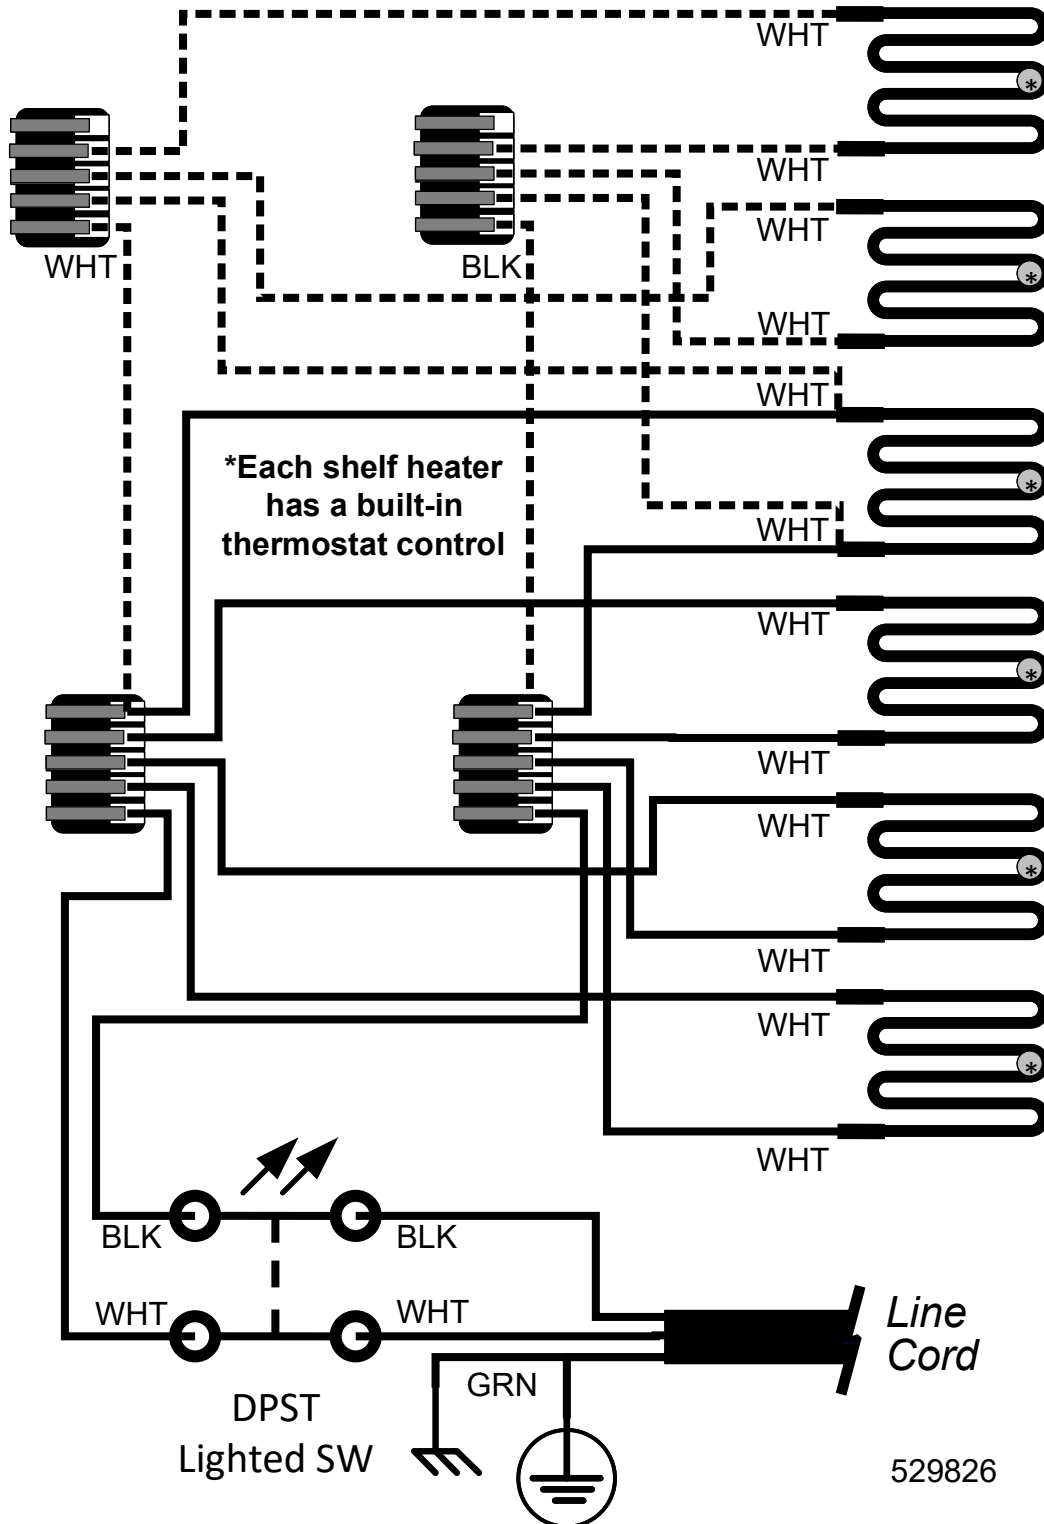 WHT
WHT
WHT
WHT BLK
WHT
WHT
*Each shelf heater
has a built-in
thermostat control
WHT
WHT
WHT
WHT
WHT
WHT
WHT
BLK BLK
WHT WHT
Line
Cord
GRN
DPST
Lighted SW
529826
* * * * * *